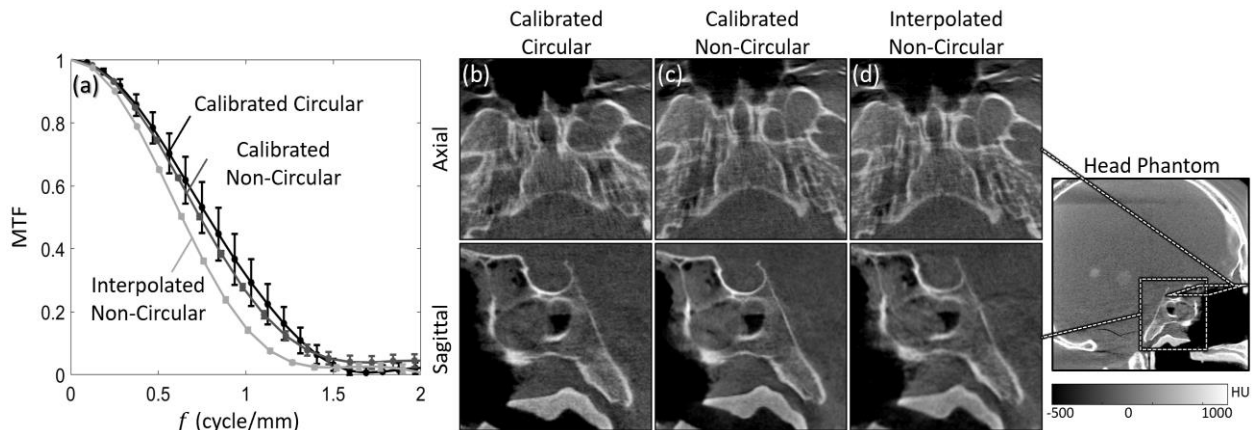 Calibrated
Circular
Calibrated
Non-Circular
Interpolated
Non-Circular
(a)
Calibrated Circular
Calibrated
Non-Circular
Interpolated
Non-Circular
MTF
1
0.8
0.6
0.4
0.2
0
0
0.5
1
1.5
2
f (cycle/mm)
(b)
(c)
(d)
Axial
Sagittal
Head Phantom
HU
-500
0
1000